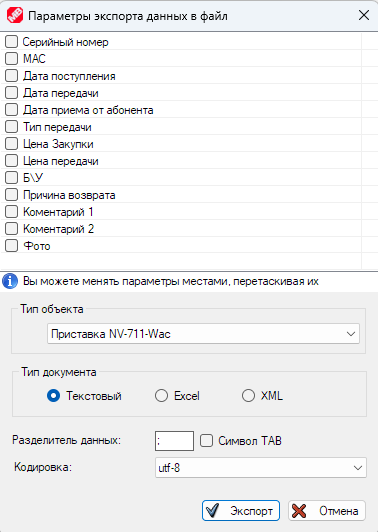 Параметры экспорта данных в файл
Серийный номер
MAC
Дата поступления
Дата передачи
Дата приема от абонента
Тип передачи
Цена Закупки
Цена передачи
Б\У
Причина возврата
Коментарий 1
Коментарий 2
Фото
Вы можете менять параметры местами, перетаскивая их
Тип объекта
Приставка NV-711-Wac
Тип документа
Текстовый Excel XML
Разделитель данных: ; Символ TAB
Кодировка: utf-8
Экспорт Отмена